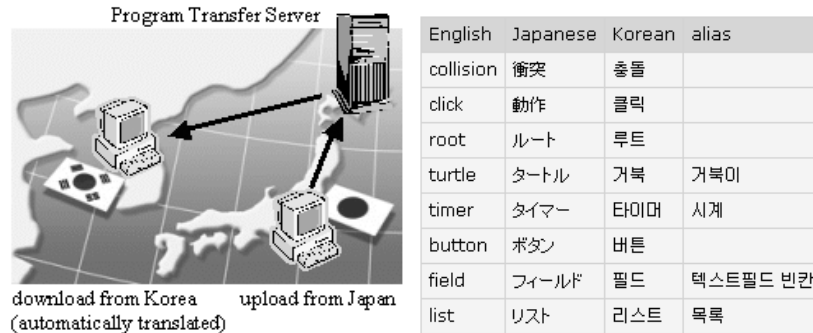 Program Transfer Server
download from Korea
(automatically translated)
upload from Japan
English Japanese Korean alias
collision 衝突 충돌
click 動作 클릭
root ルート 루트
turtle タートル 거북 거북이
timer タイマー 타이머 시계
button ボタン 버튼
field フィールド 필드 텍스트필드 빈칸
list リスト 리스트 목록